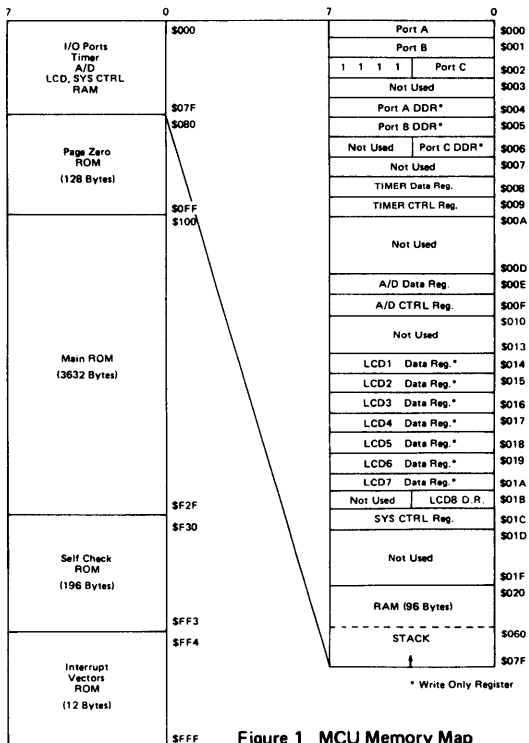 7 0
$000
I/O Ports
Timer
A/D
LCD, SYS CTRL
RAM
$07F
$080
Page Zero
ROM
(128 Bytes)
$0FF
$100
Main ROM
(3632 Bytes)
$F2F
$F30
Self Check
ROM
(196 Bytes)
$FF3
$FF4
Interrupt
Vectors
ROM
(12 Bytes)
$FFF
7 0
Port A $000
Port B $001
1 1 1 1 Port C $002
Not Used $003
Port A DDR* $004
Port B DDR* $005
Not Used Port C DDR* $006
Not Used $007
TIMER Data Reg. $008
TIMER CTRL Reg. $009
$00A
Not Used
$00D
A/D Data Reg. $00E
A/D CTRL Reg. $00F
$010
Not Used
$013
LCD1 Data Reg.* $014
LCD2 Data Reg.* $015
LCD3 Data Reg.* $016
LCD4 Data Reg.* $017
LCD5 Data Reg.* $018
LCD6 Data Reg.* $019
LCD7 Data Reg.* $01A
Not Used LCD8 D.R. $01B
SYS CTRL Reg. $01C
$01D
Not Used
$01F
$020
RAM (96 Bytes)
STACK $060
$07F
* Write Only Register
Figure 1 MCU Memory Map